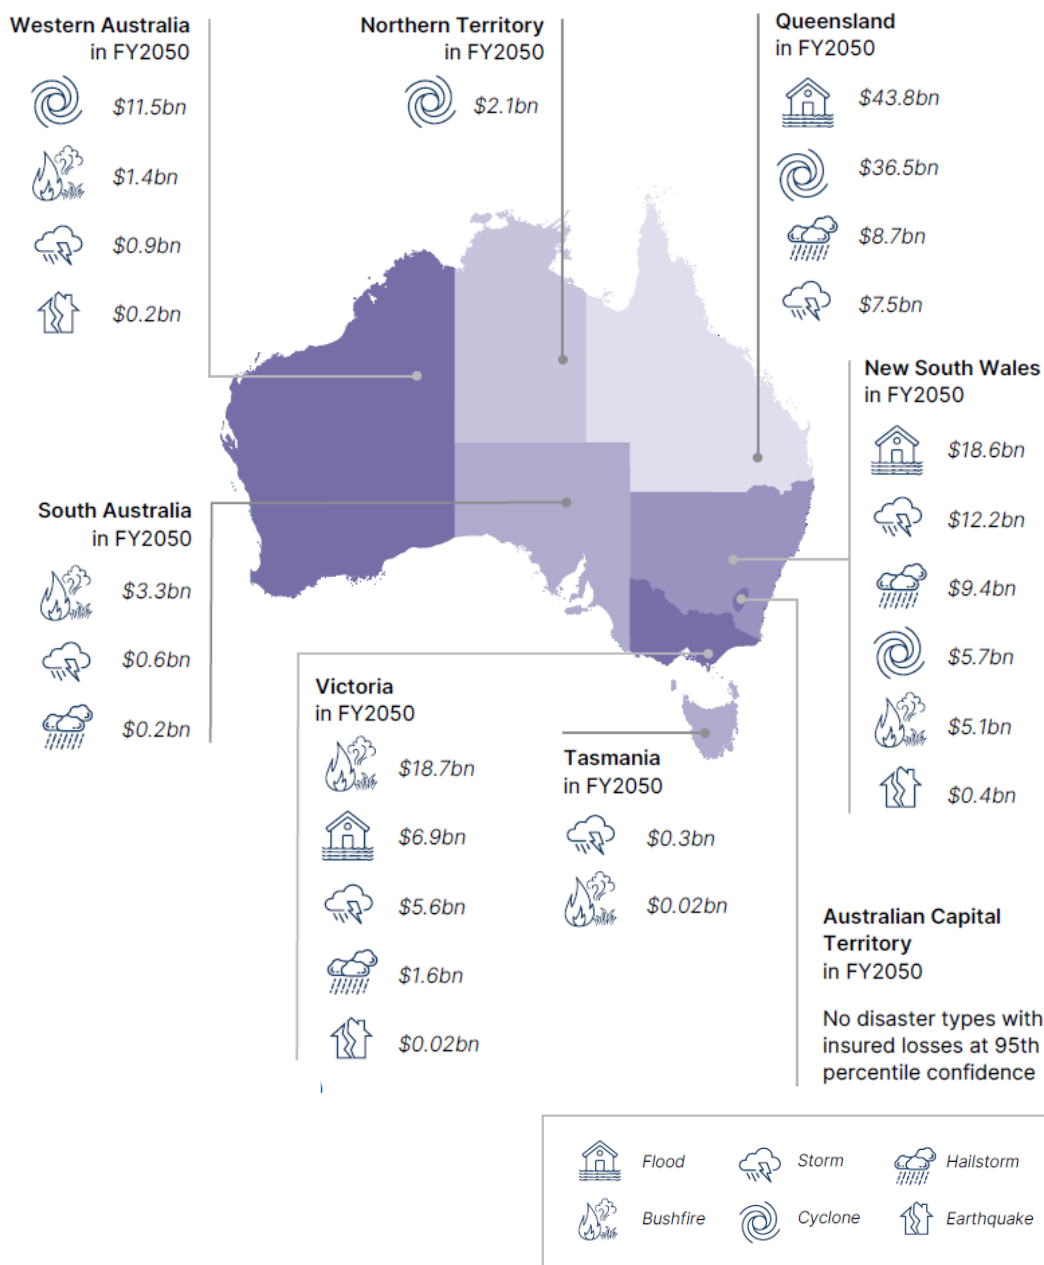 Western Australia
in FY2050
$11.5bn
$1.4bn
$0.9bn
$0.2bn
Northern Territory
in FY2050
$2.1bn
Queensland
in FY2050
$43.8bn
$36.5bn
$8.7bn
$7.5bn
New South Wales
in FY2050
$18.6bn
$12.2bn
$9.4bn
$5.7bn
$5.1bn
$0.4bn
South Australia
in FY2050
$3.3bn
$0.6bn
$0.2bn
Victoria
in FY2050
$18.7bn
$6.9bn
$5.6bn
$1.6bn
$0.02bn
Tasmania
in FY2050
$0.3bn
$0.02bn
Australian Capital
Territory
in FY2050
No disaster types with
insured losses at 95th
percentile confidence
Flood
Storm
Hailstorm
Bushfire
Cyclone
Earthquake